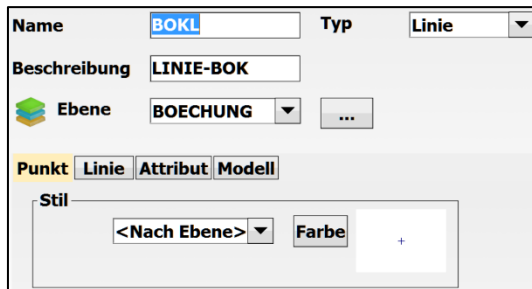 Name BOKL Typ Linie
Beschreibung LINIE-BOK
Ebene BOECHUNG ...
Punkt Linie Attribut Modell
Stil
<Nach Ebene> Farbe